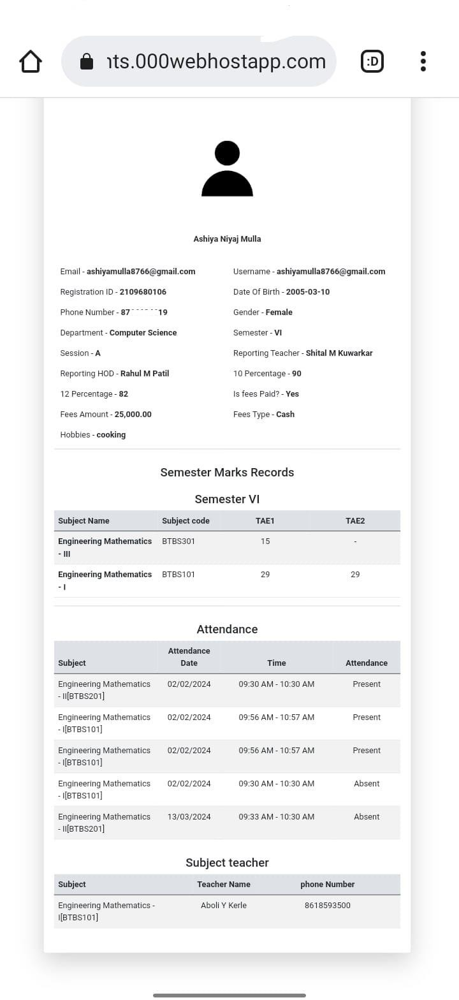 nts.000webhostapp.com
:D
Ashiya Niyaj Mulla
Email - ashiyamulla8766@gmail.com
Username - ashiyamulla8766@gmail.com
Registration ID - 2109680106
Date Of Birth - 2005-03-10
Phone Number - 87 19
Gender - Female
Department - Computer Science
Semester - VI
Session - A
Reporting Teacher - Shital M Kuwarkar
Reporting HOD - Rahul M Patil
10 Percentage - 90
12 Percentage - 82
Is fees Paid? - Yes
Fees Amount - 25,000.00
Fees Type - Cash
Hobbies - cooking
Semester Marks Records
Semester VI
Subject Name Subject code TAE1 TAE2
Engineering Mathematics BTBS301 15 -
- III
Engineering Mathematics BTBS101 29 29
- I
Attendance
Attendance
Subject Date Time Attendance
Engineering Mathematics 02/02/2024 09:30 AM - 10:30 AM Present
- II[BTBS201]
Engineering Mathematics 02/02/2024 09:56 AM - 10:57 AM Present
- I[BTBS101]
Engineering Mathematics 02/02/2024 09:56 AM - 10:57 AM Present
- I[BTBS101]
Engineering Mathematics 02/02/2024 09:30 AM - 10:30 AM Absent
- I[BTBS101]
Engineering Mathematics 13/03/2024 09:33 AM - 10:30 AM Absent
- II[BTBS201]
Subject teacher
Subject Teacher Name phone Number
Engineering Mathematics - Aboli Y Kerle 8618593500
I[BTBS101]